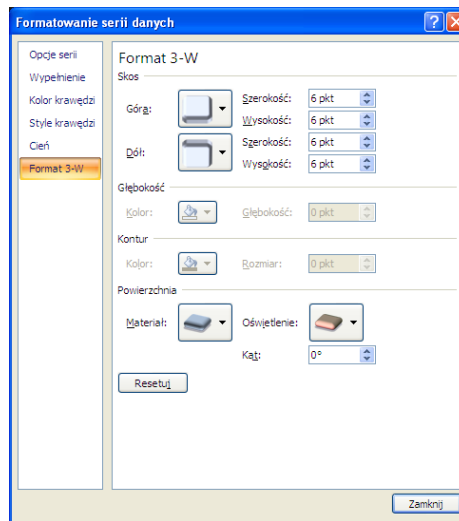 Formatowanie serii danych
Opcje serii
Wypełnienie
Kolor krawędzi
Style krawędzi
Cień
Format 3-W
Format 3-W
Skos
Góra: Szerokość: 6 pkt
Wysokość: 6 pkt
Dół: Szerokość: 6 pkt
Wysokość: 6 pkt
Głębokość
Kolor: Głębokość: 0 pkt
Kontur
Kolor: Rozmiar: 0 pkt
Powierzchnia
Materiał: Oświetlenie:
Kąt: 0°
Resetuj
Zamknij